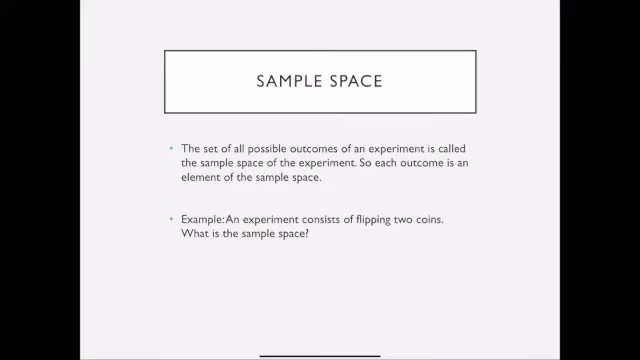 SAMPLE SPACE
• The set of all possible outcomes of an experiment is called
the sample space of the experiment. So each outcome is an
element of the sample space.
• Example: An experiment consists of flipping two coins.
What is the sample space?